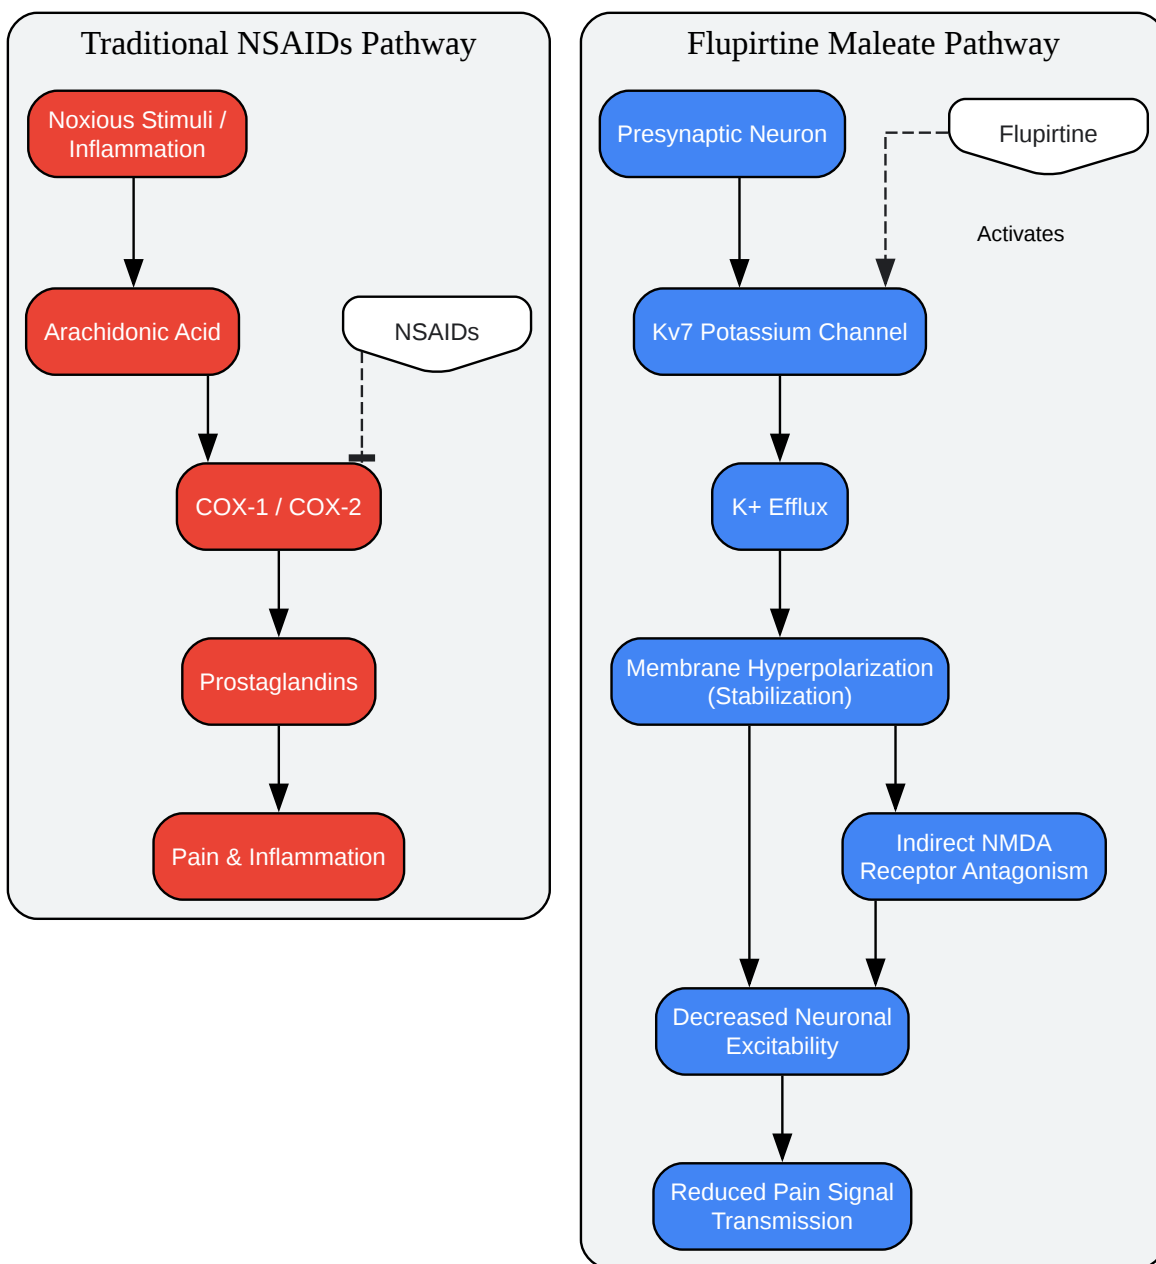 Traditional NSAIDs Pathway
Noxious Stimuli /
Inflammation
Arachidonic Acid
NSAIDs
COX-1 / COX-2
Prostaglandins
Pain & Inflammation
Flupirtine Maleate Pathway
Presynaptic Neuron
Flupirtine
Activates
Kv7 Potassium Channel
K+ Efflux
Membrane Hyperpolarization
(Stabilization)
Indirect NMDA
Receptor Antagonism
Decreased Neuronal
Excitability
Reduced Pain Signal
Transmission